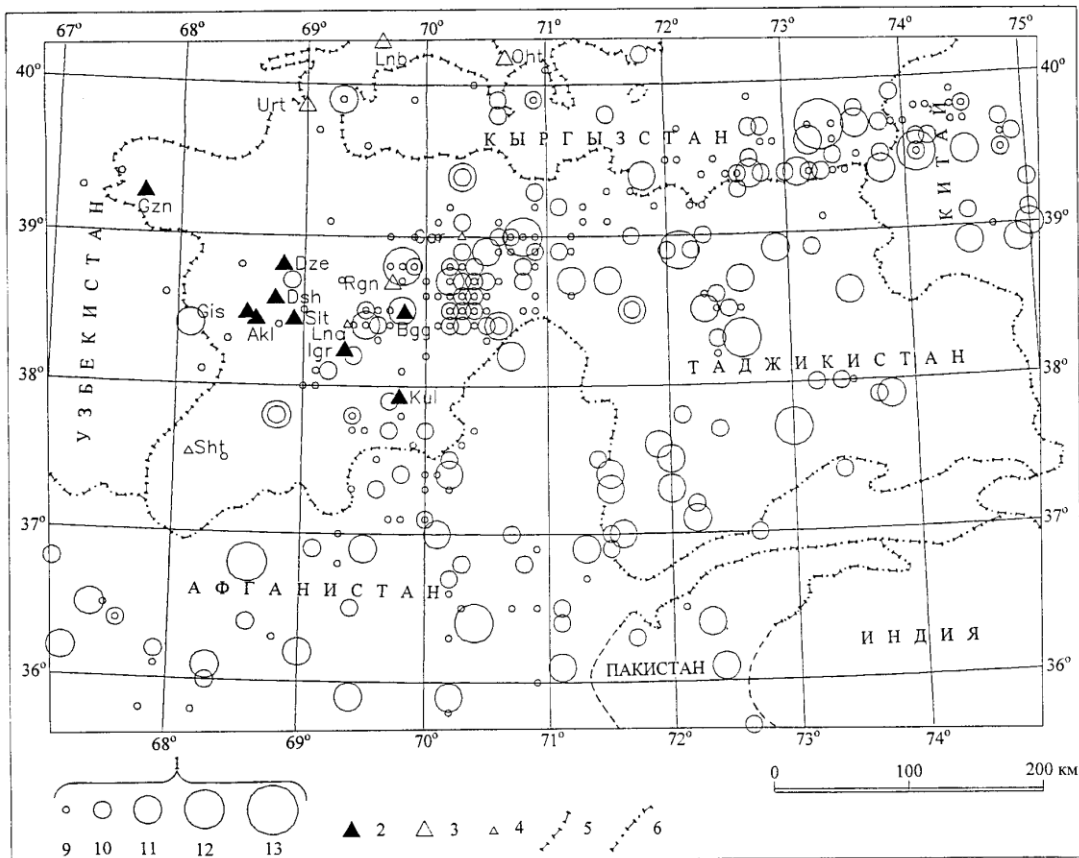 67° 68° 69° 70° 71° 72° 73° 74° 75°
40° 40°
Lnb Oht
Urt
КЫРГЫЗСТАН
КИТАЙ
УЗБЕКИСТАН
Gzn
39° 39°
Dze
Rgn
Dsh
Gis Akl Slt Bgg
Lng
Igr
38° 38°
ТАДЖИКИСТАН
Kul
Sht
37° 37°
АФГАНИСТАН
ИНДИЯ
ПАКИСТАН
36° 36°
68° 69° 70° 71° 72° 73° 74°
1
0 100 200 км
9 10 11 12 13
2 3 4 5 6